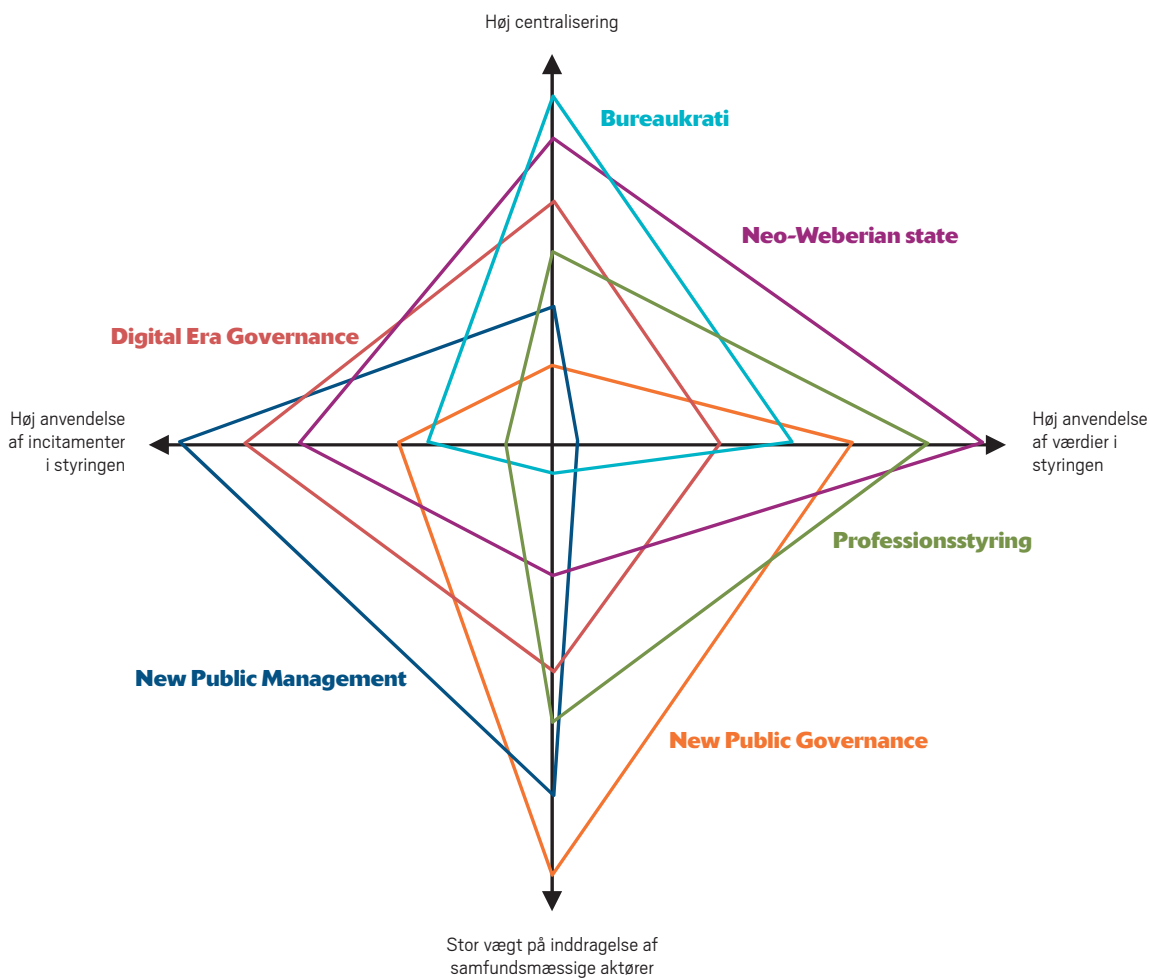 Høj centralisering
Bureaukrati
Neo-Weberian state
Digital Era Governance
Høj anvendelse
af incitamenter
i styringen
Høj anvendelse
af værdier i
styringen
Professionsstyring
New Public Management
New Public Governance
Stor vægt på inddragelse af
samfundsmæssige aktører